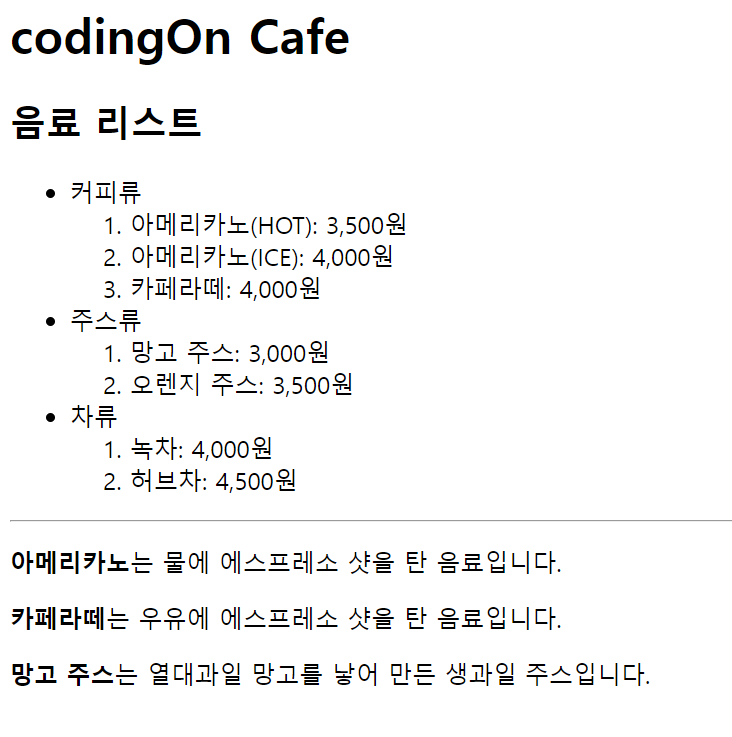 codingOn Cafe
음료 리스트
• 커피류
1. 아메리카노(HOT): 3,500원
2. 아메리카노(ICE): 4,000원
3. 카페라떼: 4,000원
• 주스류
1. 망고 주스: 3,000원
2. 오렌지 주스: 3,500원
• 차류
1. 녹차: 4,000원
2. 허브차: 4,500원
아메리카노는 물에 에스프레소 샷을 탄 음료입니다.
카페라떼는 우유에 에스프레소 샷을 탄 음료입니다.
망고 주스는 열대과일 망고를 낳어 만든 생과일 주스입니다.